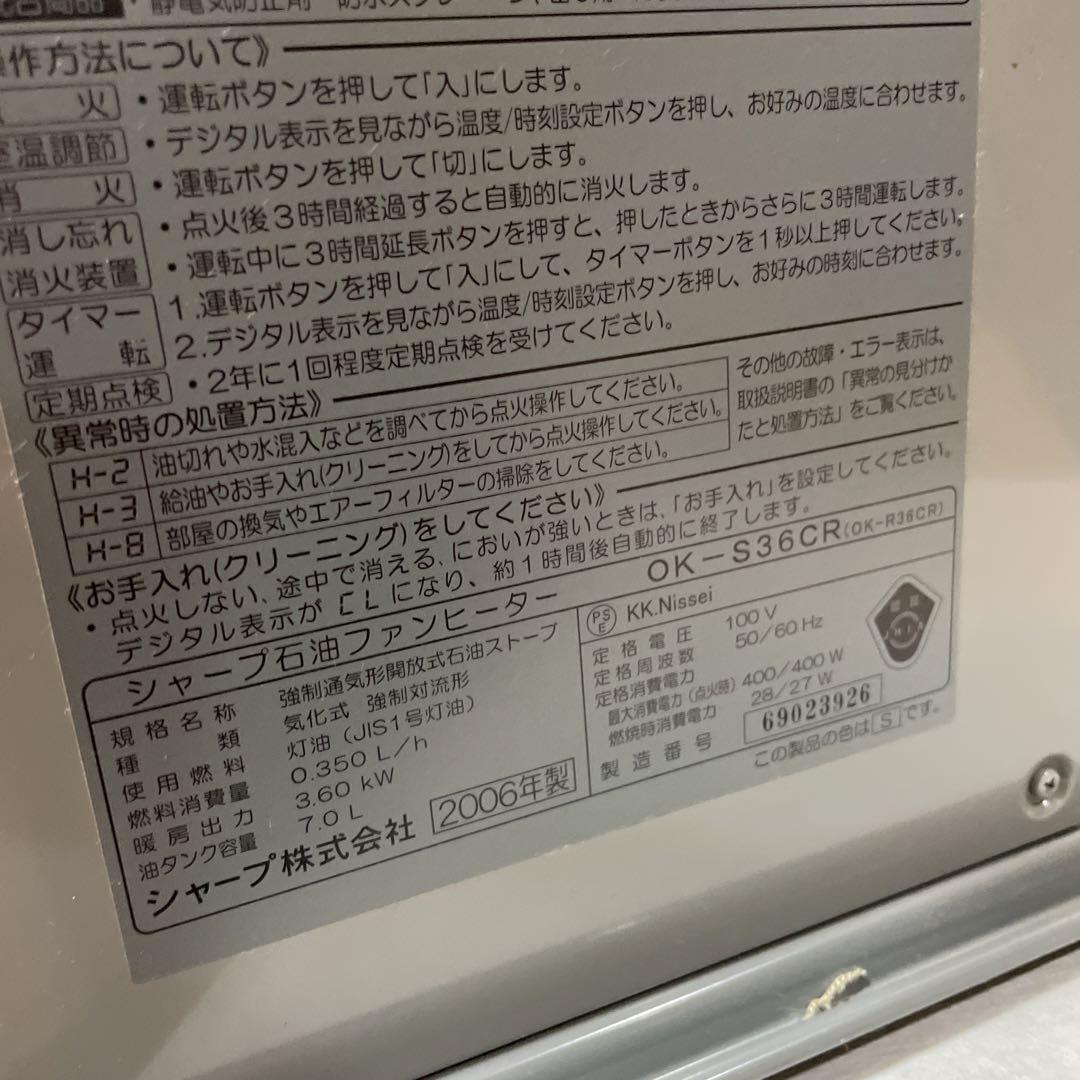 ・静電気防止剤・防水スプレー
操作方法について》
火 ・運転ボタンを押して「入」にします。
室温調節 ・デジタル表示を見ながら温度/時刻設定ボタンを押し、お好みの温度に合わせます。
消 火 ・運転ボタンを押して「切」にします。
消し忘れ ・点火後3時間経過すると自動的に消火します。
消火装置 ・運転中に3時間延長ボタンを押すと、押したときからさらに3時間運転します。
タイマー 1.運転ボタンを押して「入」にして、タイマーボタンを1秒以上押してください。
運 転 2.デジタル表示を見ながら温度/時刻設定ボタンを押し、お好みの時刻に合わせます。
定期点検 ・2年に1回程度定期点検を受けてください。
《異常時の処置方法》
H-2 油切れや水混入などを調べてから点火操作してください。
H-3 給油やお手入れ(クリーニング)をしてから点火操作してください。
H-8 部屋の換気やエアーフィルターの掃除をしてください。
その他の故障・エラー表示は、
取扱説明書の「異常の見分けか
たと処置方法」をご覧ください。
《お手入れ(クリーニング)をしてください》
・点火しない、途中で消える、においが強いときは、「お手入れ」を設定してください。
デジタル表示が CL になり、約1時間後自動的に終了します。
シャープ石油ファンヒーター OK-S36CR(OK-R36CR)
規格名称 強制通気形開放式石油ストーブ
種 類 気化式 強制対流形
使用燃料 灯油(JIS1号灯油)
燃料消費量 0.350 L/h
暖房出力 3.60 kW
油タンク容量 7.0 L
シャープ株式会社 2006年製
PSE KK.Nissei
定格電圧 100 V
定格周波数 50/60 Hz
定格消費電力
最大消費電力(点火時) 400/400 W
燃焼時消費電力 28/27 W
製造番号 69023926
この製品の色は[S]です。